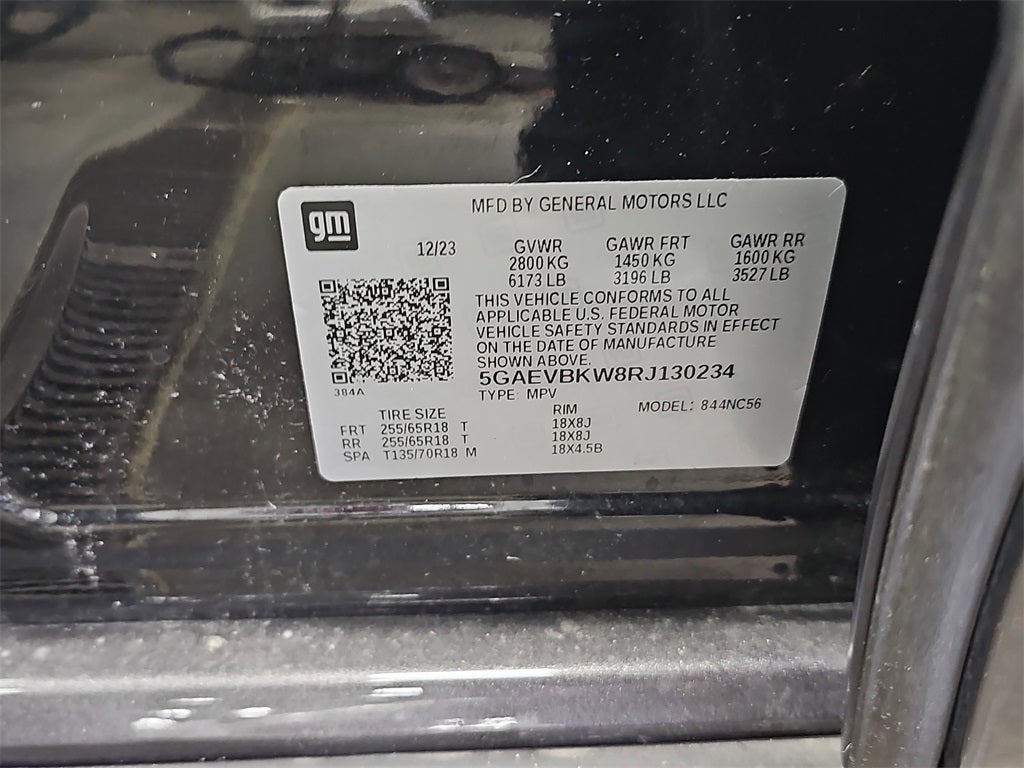 gm
MFD BY GENERAL MOTORS LLC
12/23
GVWR GAWR FRT GAWR RR
2800 KG 1450 KG 1600 KG
6173 LB 3196 LB 3527 LB
THIS VEHICLE CONFORMS TO ALL
APPLICABLE U.S. FEDERAL MOTOR
VEHICLE SAFETY STANDARDS IN EFFECT
ON THE DATE OF MANUFACTURE
SHOWN ABOVE.
384A
5GAEVBKW8RJ130234
TYPE: MPV
MODEL: 844NC56
TIRE SIZE RIM
FRT 255/65R18 T 18X8J
RR 255/65R18 T 18X8J
SPA T135/70R18 M 18X4.5B